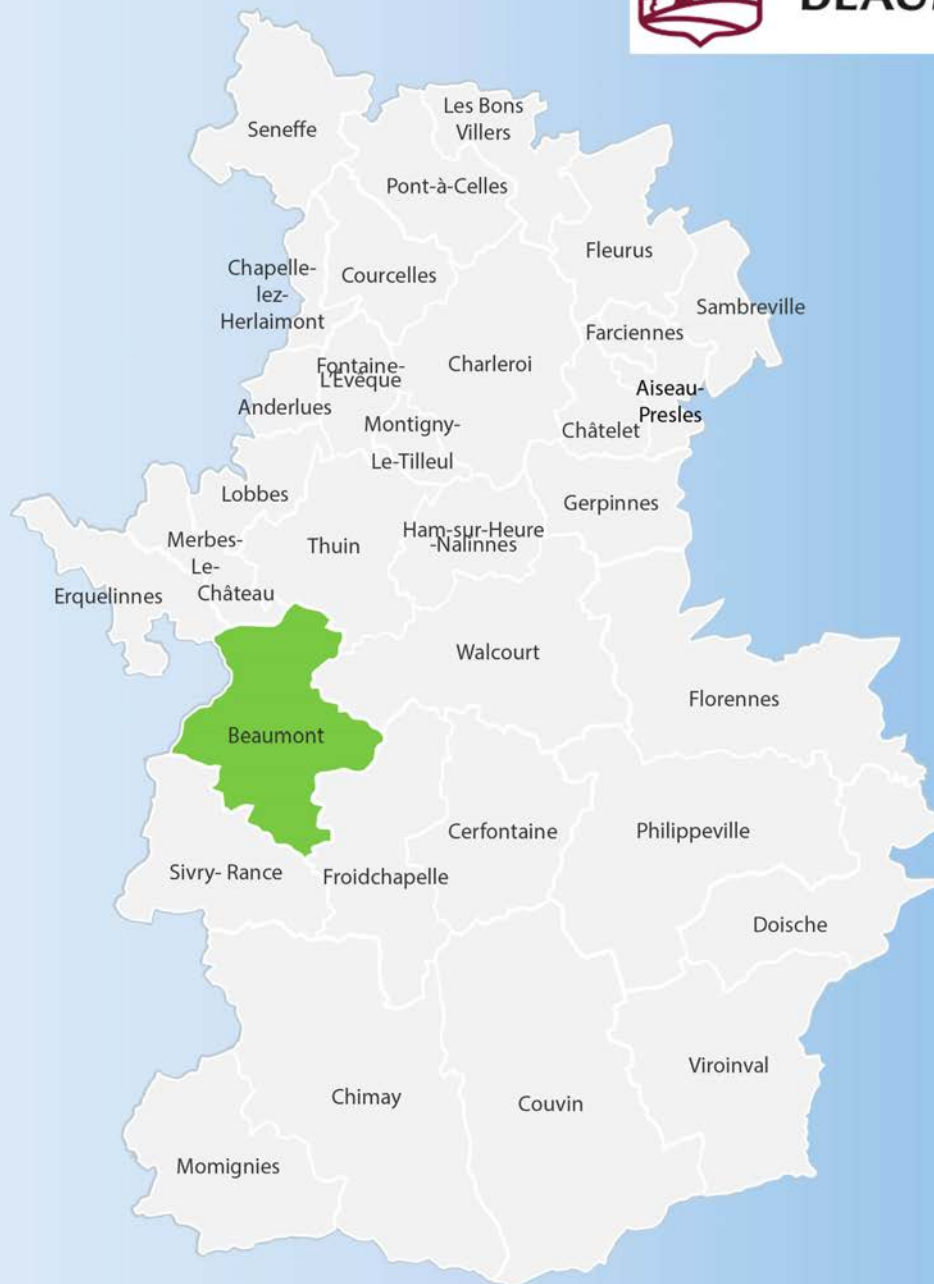 Les Bons
Villers
Seneffe
Pont-à-Celles
Fleurus
Chapelle-
lez-
Herlaimont
Courcelles
Sambreville
Farciennes
Charleroi
Fontaine-
L'Evêque
Aiseau-
Presles
Anderlues
Montigny-
Le-Tilleul
Châtelet
Lobbes
Gerpinnes
Merbes-
Le-
Château
Thuin
Ham-sur-Heure
-Nalinnes
Erquelinnes
Walcourt
Florennes
Beaumont
Cerfontaine
Philippeville
Sivry- Rance
Froidchapelle
Doische
Viroinval
Chimay
Couvin
Momignies